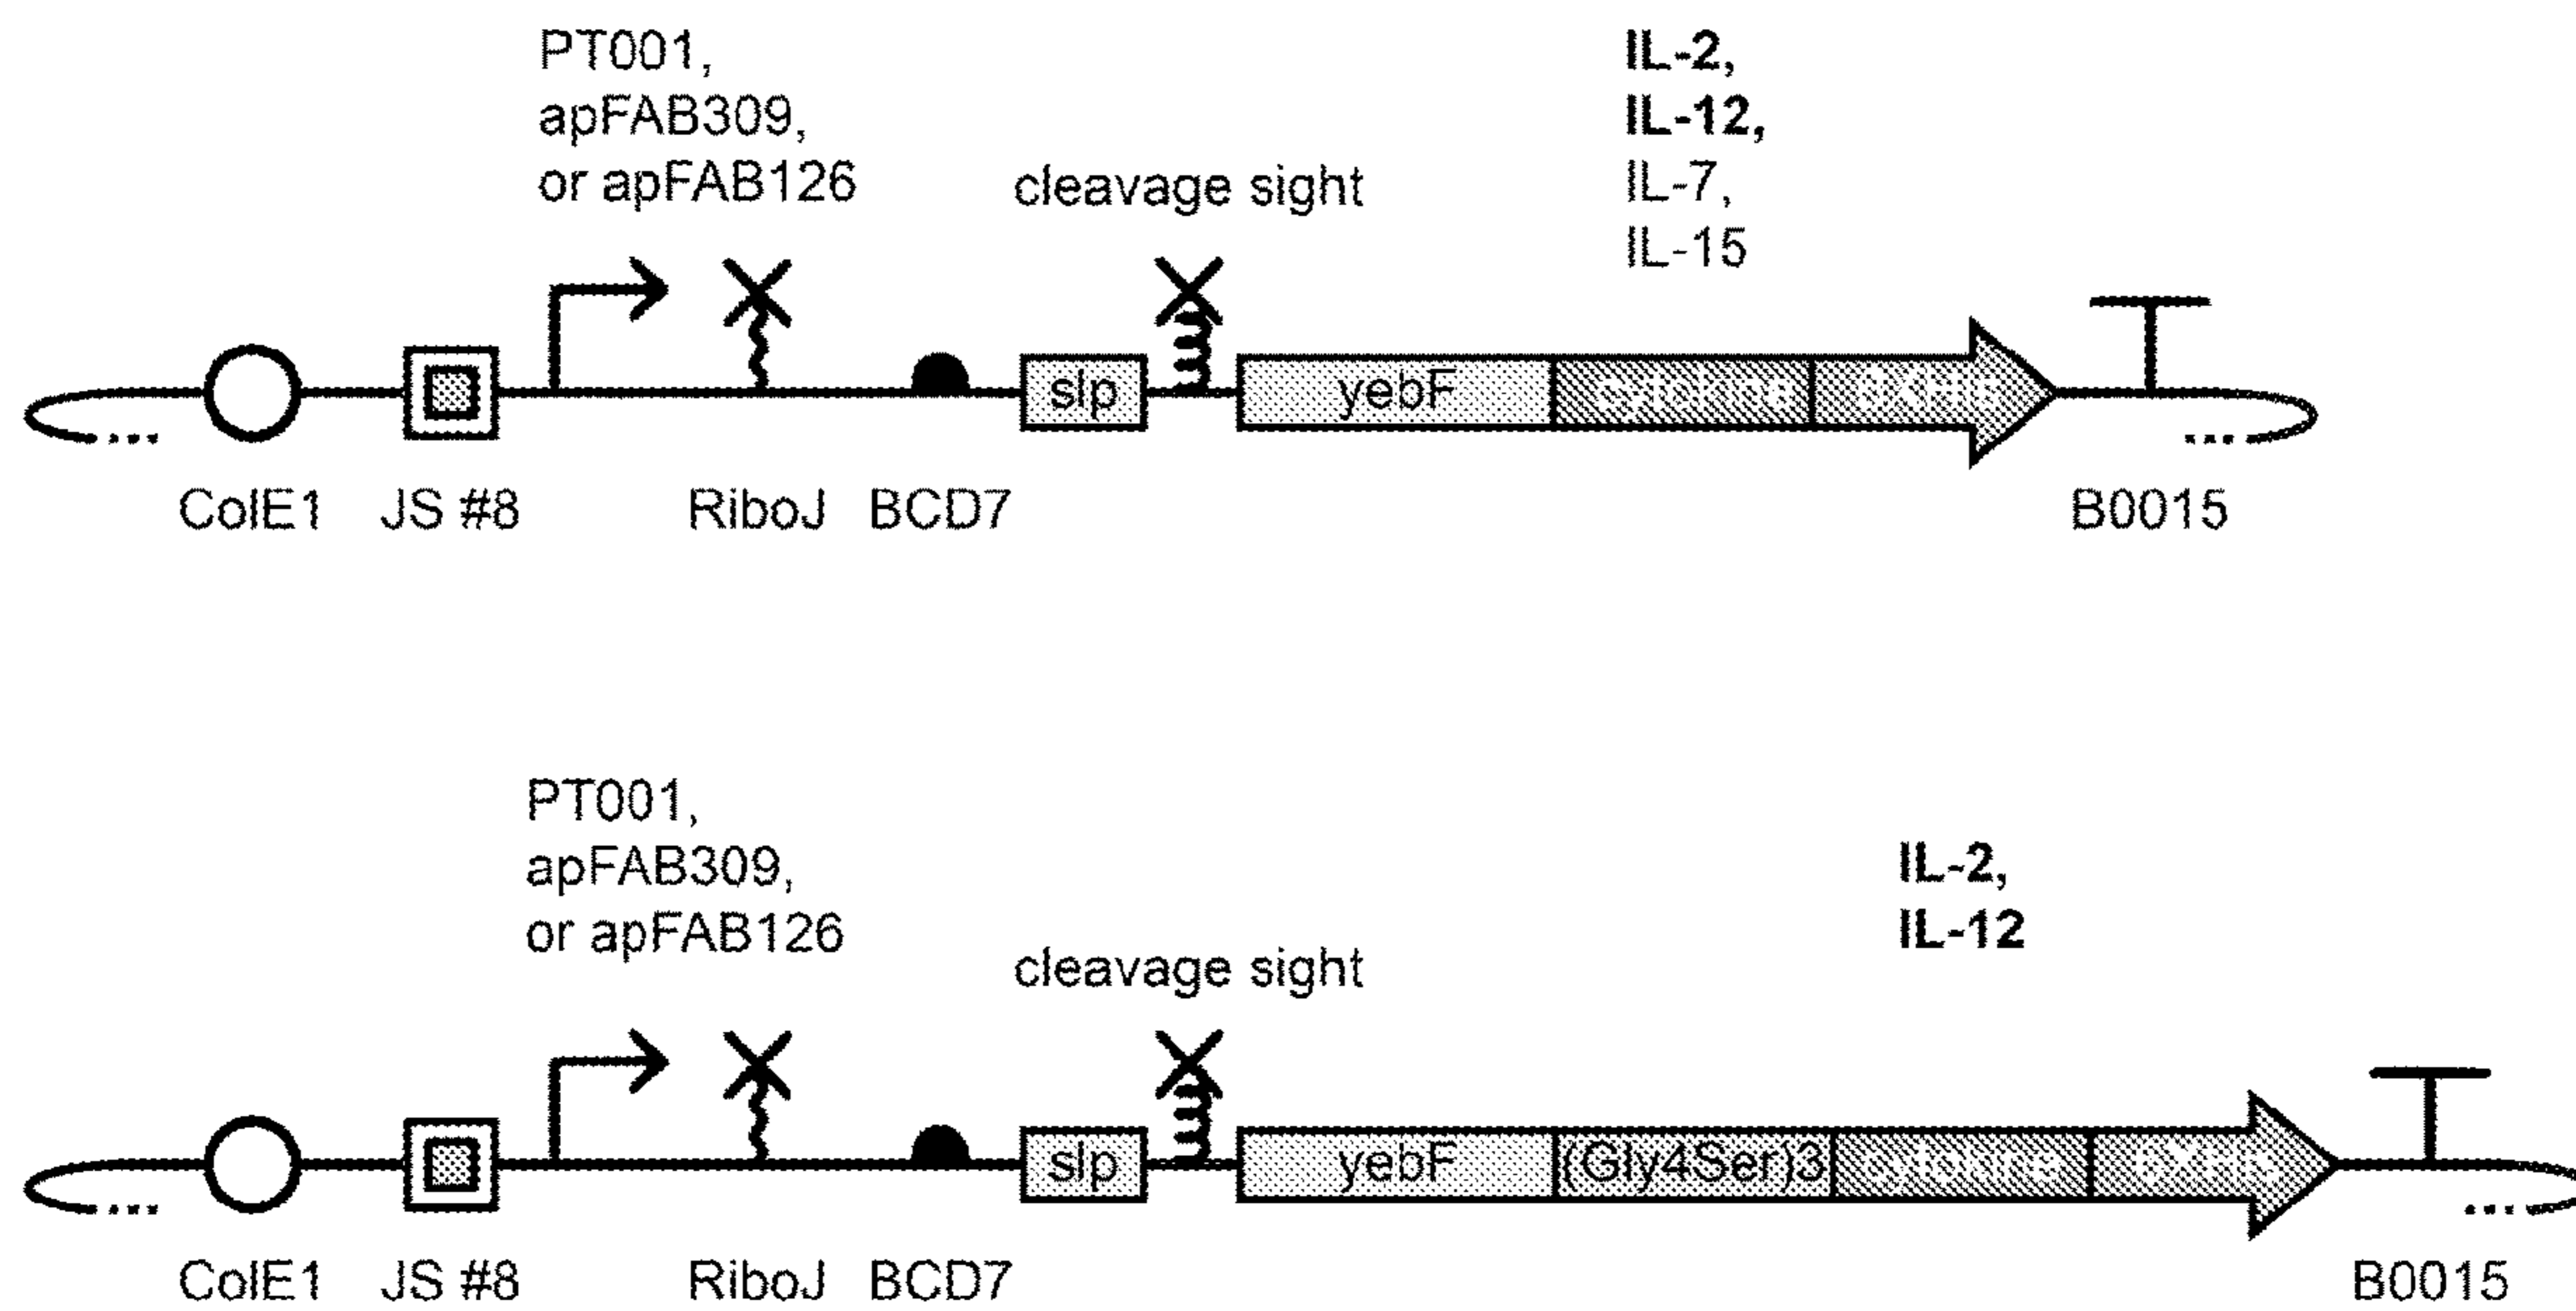 PT001,
apFAB309,
or apFAB126
cleavage sight
IL-2,
IL-12,
IL-7,
IL-15
slp
yebF
cytokine
ColE1
JS #8
RiboJ
BCD7
B0015
PT001,
apFAB309,
or apFAB126
cleavage sight
IL-2,
IL-12
slp
yebF
(Gly4Ser)3
cytokine
ColE1
JS #8
RiboJ
BCD7
B0015